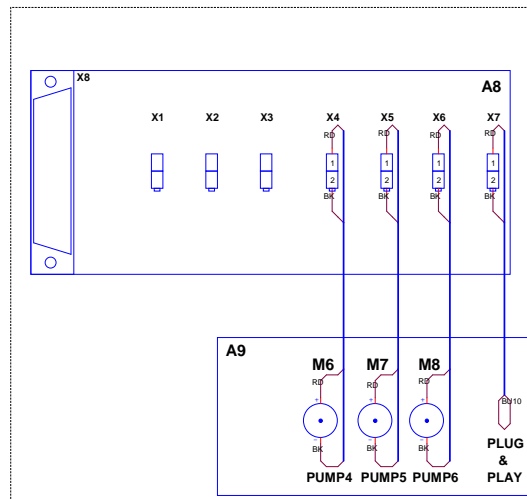 X8
A8
X1 X2 X3 X4 X5 X6 X7
RD RD RD RD
1 1 1 1
2 2 2 2
BK BK BK BK
A9
M6 M7 M8
RD RD RD
+ + +
BU10
- - -
BK BK BK
PLUG
&
PLAY
PUMP4 PUMP5 PUMP6